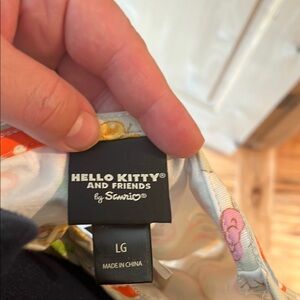 HELLO KITTY®
AND FRIENDS
by Sanrio®
LG
MADE IN CHINA